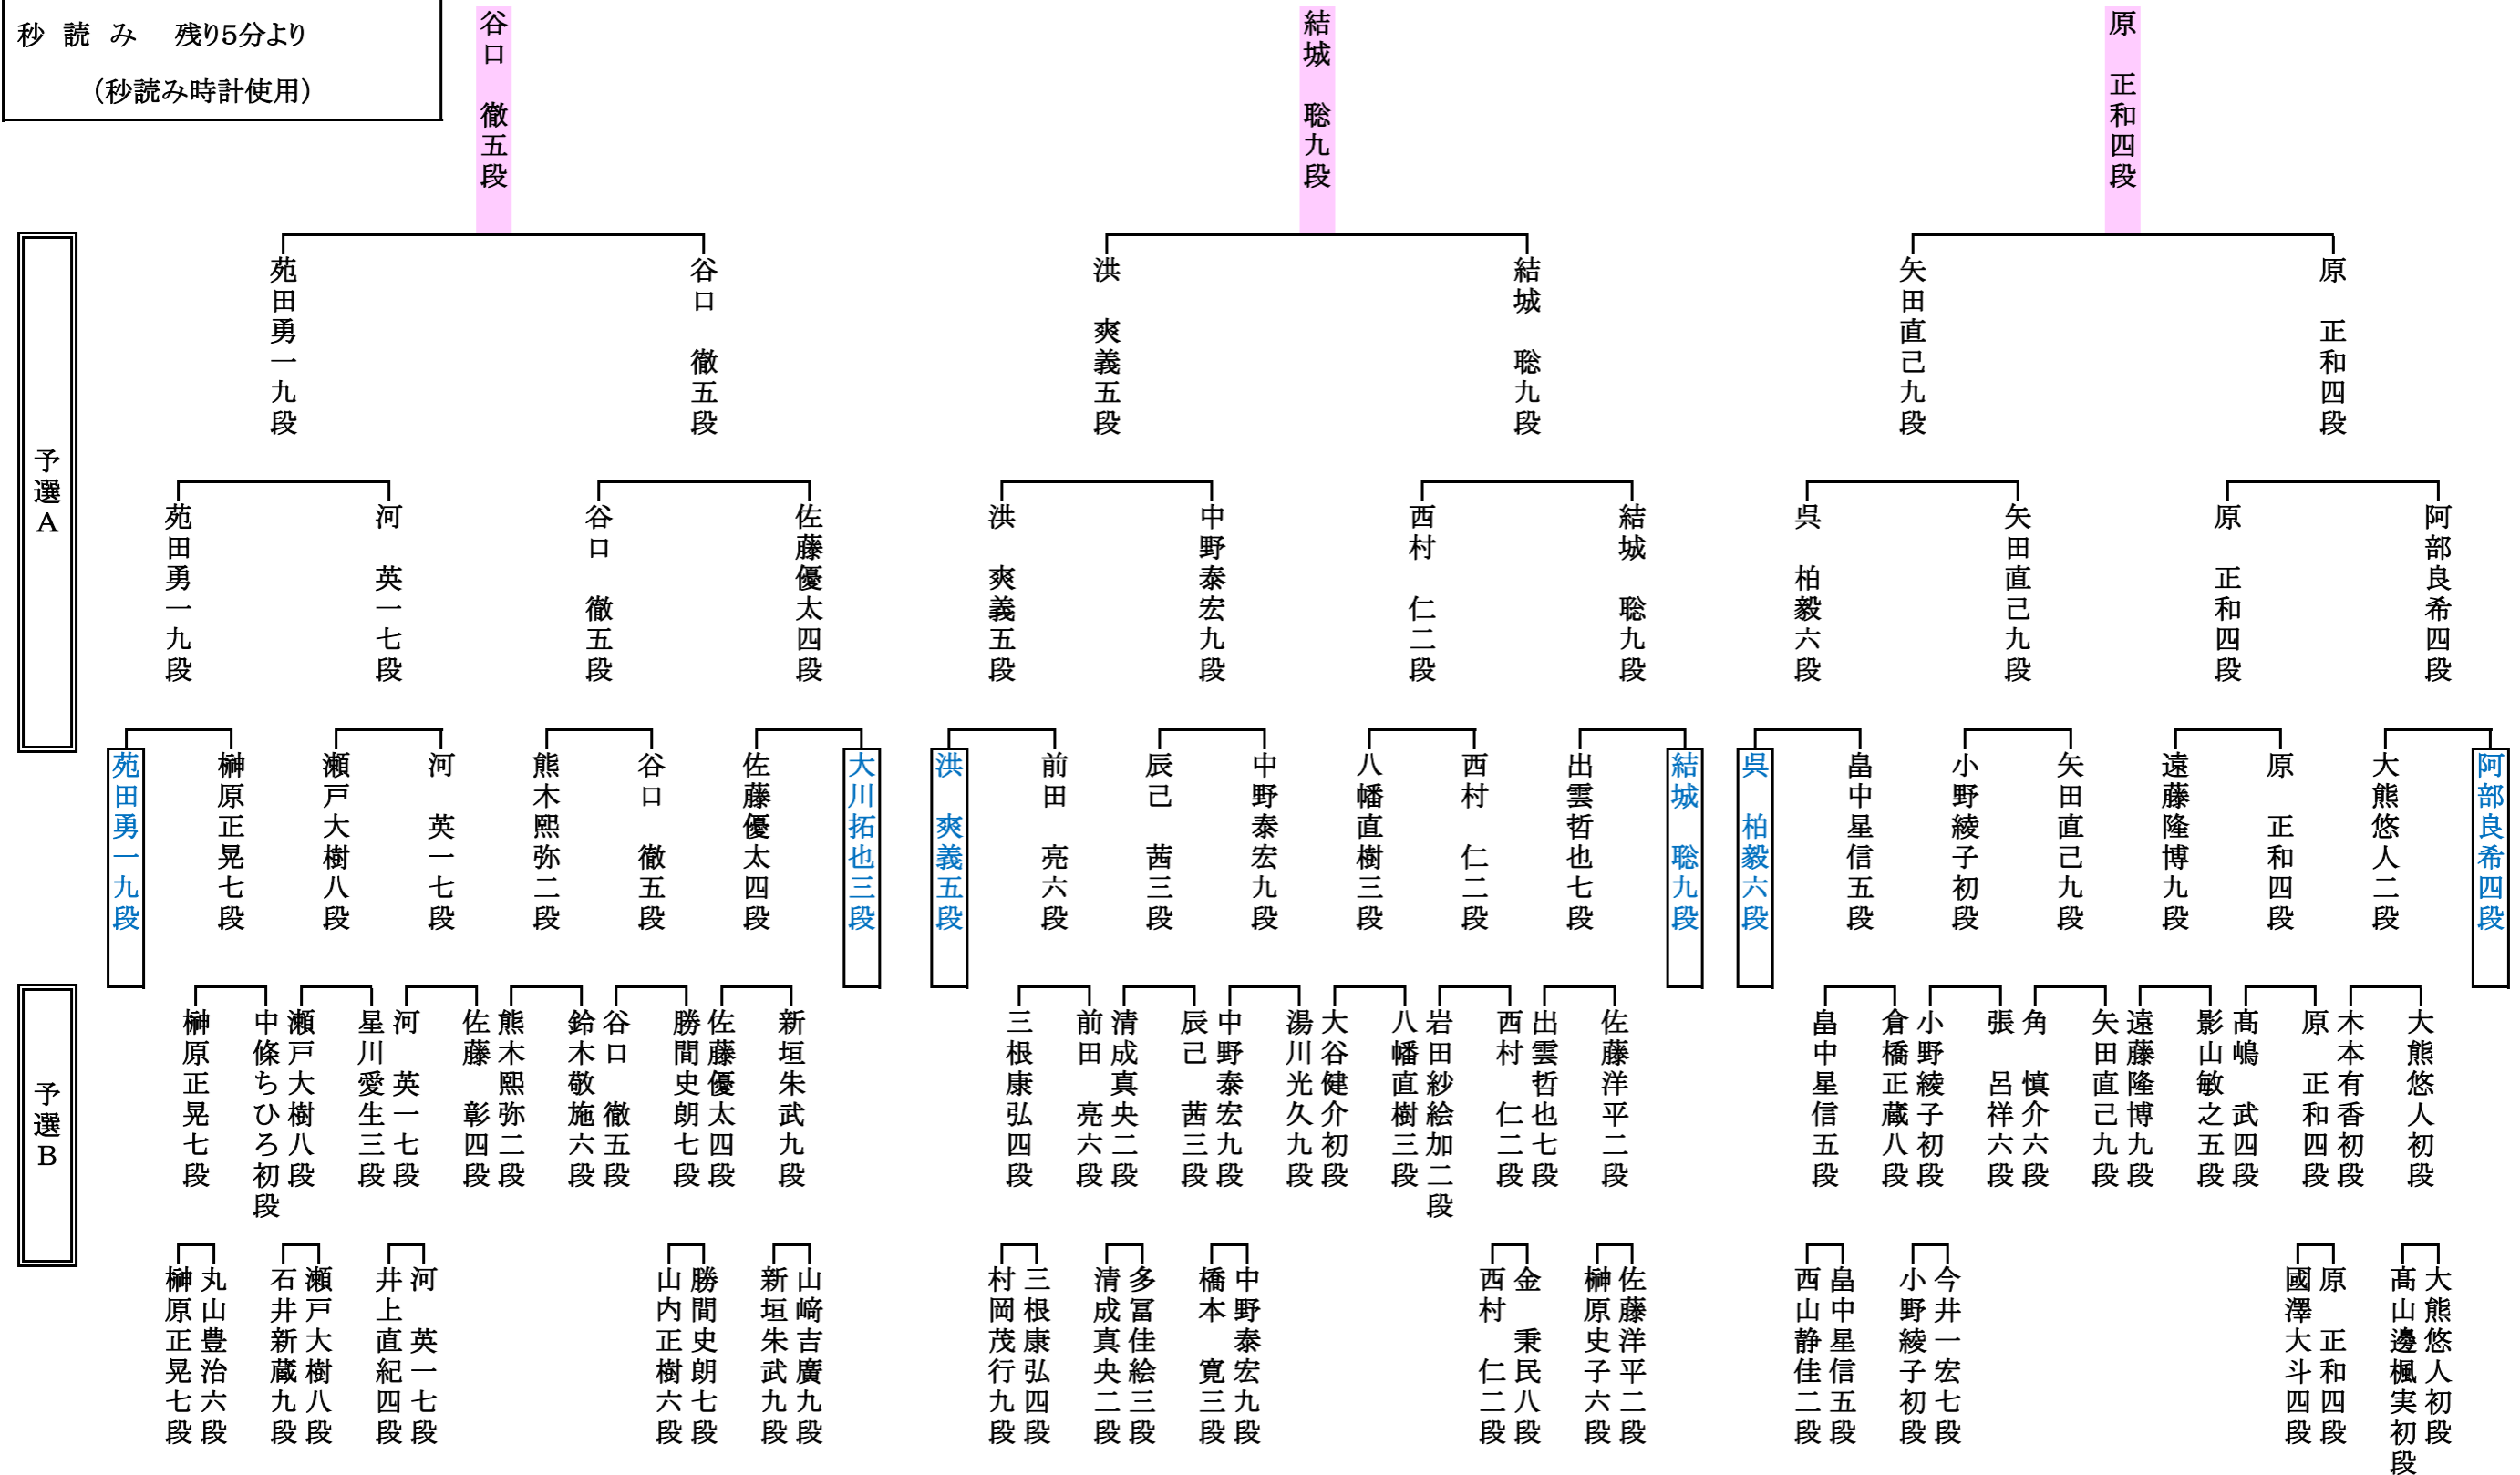 秒 読 み 残り5分より
(秒読み時計使用)
谷口 徹五段
結城 聡九段
原 正和四段
予選A
苑田勇一九段
谷口 徹五段
洪 爽義五段
結城 聡九段
矢田直己九段
原 正和四段
苑田勇一九段
河 英一七段
谷口 徹五段
佐藤優太四段
洪 爽義五段
中野泰宏九段
西村 仁二段
結城 聡九段
呉 柏毅六段
矢田直己九段
原 正和四段
阿部良希四段
苑田勇一九段
榊原正晃七段
瀬戸大樹八段
河 英一七段
熊木熙弥二段
谷口 徹五段
佐藤優太四段
大川拓也三段
洪 爽義五段
前田 亮六段
辰己 茜三段
中野泰宏九段
八幡直樹三段
西村 仁二段
出雲哲也七段
結城 聡九段
呉 柏毅六段
畠中星信五段
小野綾子初段
矢田直己九段
遠藤隆博九段
原 正和四段
大熊悠人二段
阿部良希四段
予選B
榊原正晃七段
中條ちひろ初段
瀬戸大樹八段
星川愛生三段
河 英一七段
佐藤 彰四段
熊木熙弥二段
鈴木敬施六段
谷口 徹五段
勝間史朗七段
佐藤優太四段
新垣朱武九段
三根康弘四段
前田 亮六段
清成真央二段
辰己 茜三段
中野泰宏九段
湯川光久九段
大谷健介初段
八幡直樹三段
岩田紗絵加二段
西村 仁二段
出雲哲也七段
佐藤洋平二段
畠中星信五段
倉橋正蔵八段
小野綾子初段
張 呂祥六段
角 慎介六段
矢田直己九段
遠藤隆博九段
影山敏之五段
髙嶋 武四段
原 正和四段
木本有香初段
大熊悠人初段
榊原正晃七段
丸山豊治六段
石井新蔵九段
瀬戸大樹八段
井上直紀四段
河 英一七段
山内正樹六段
勝間史朗七段
新垣朱武九段
山﨑吉廣九段
村岡茂行九段
三根康弘四段
清成真央二段
多冨佳絵三段
橋本 寛三段
中野泰宏九段
西村 仁二段
金 秉民八段
榊原史子六段
佐藤洋平二段
西山静佳二段
畠中星信五段
小野綾子初段
今井一宏七段
國澤大斗四段
原 正和四段
髙山邊楓実初段
大熊悠人初段